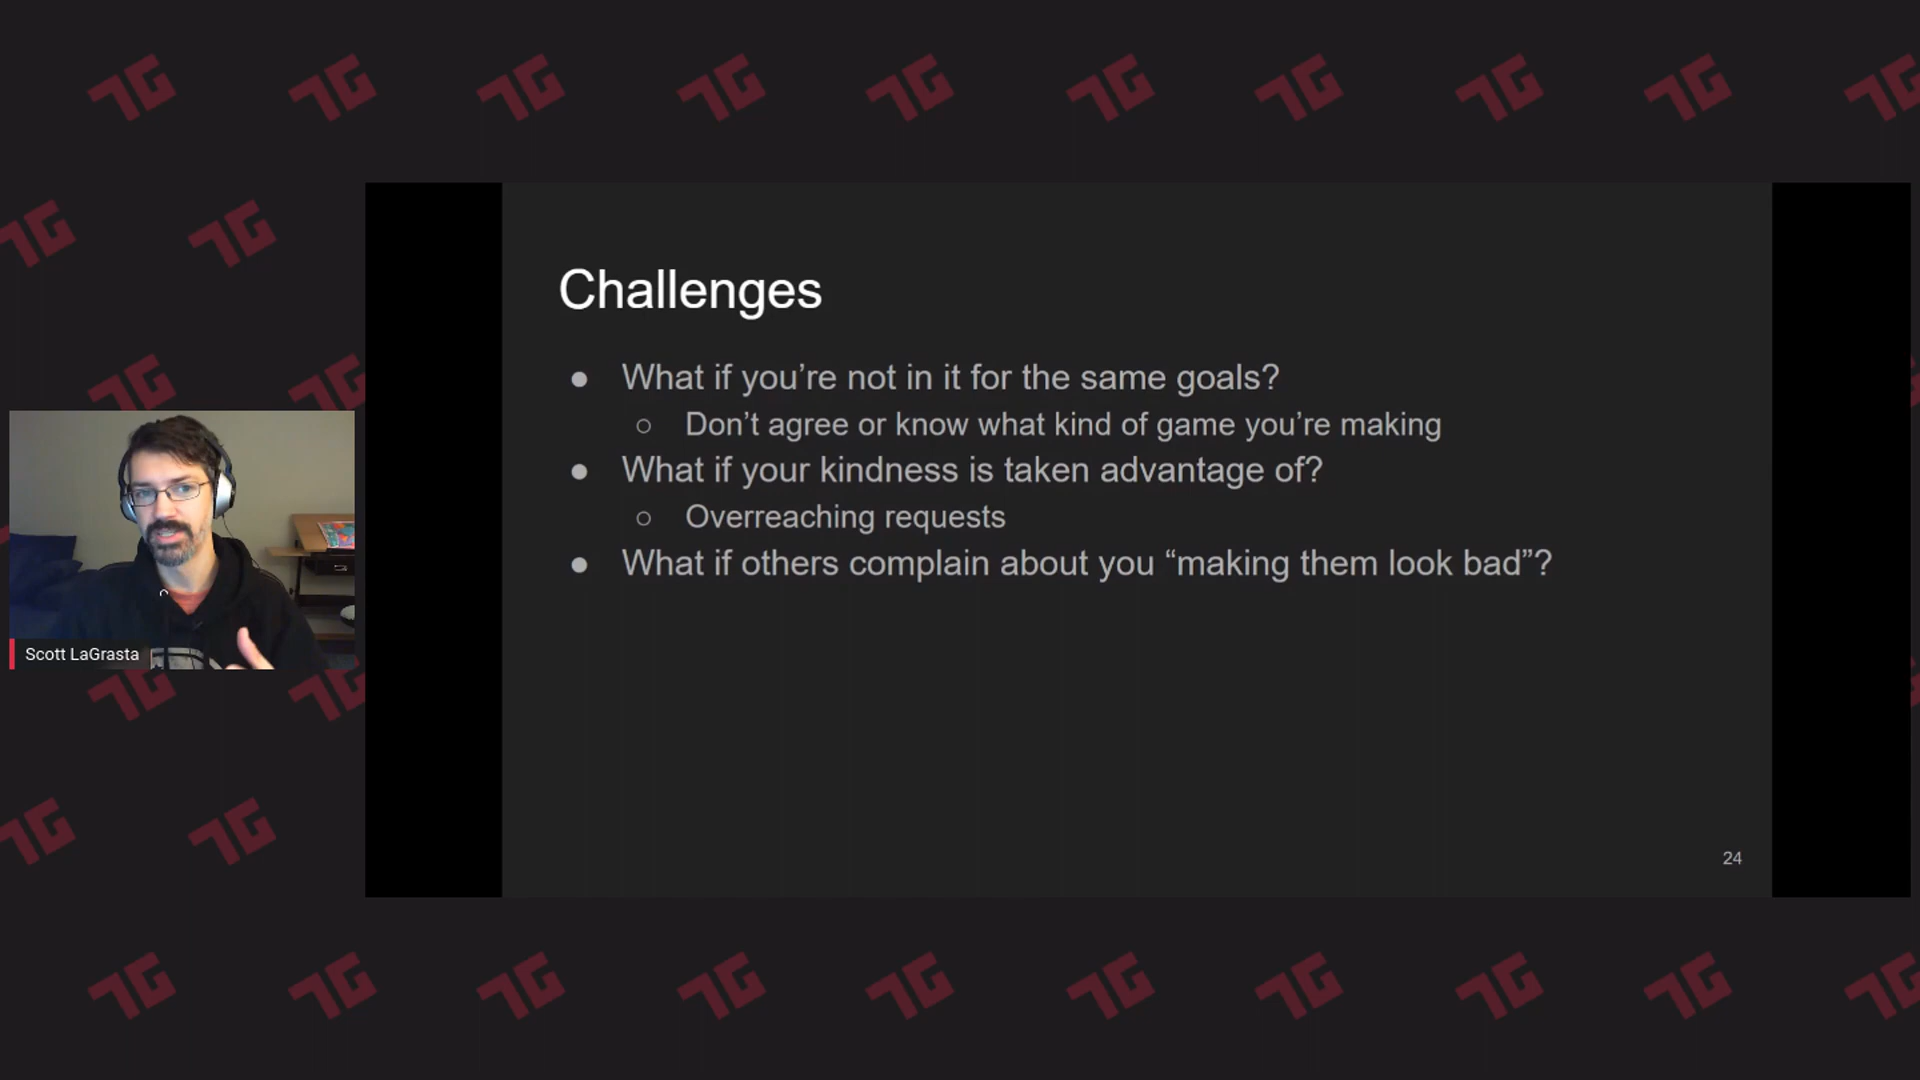 Challenges
● What if you’re not in it for the same goals?
○ Don’t agree or know what kind of game you’re making
● What if your kindness is taken advantage of?
○ Overreaching requests
● What if others complain about you “making them look bad”?
24
Scott LaGrasta